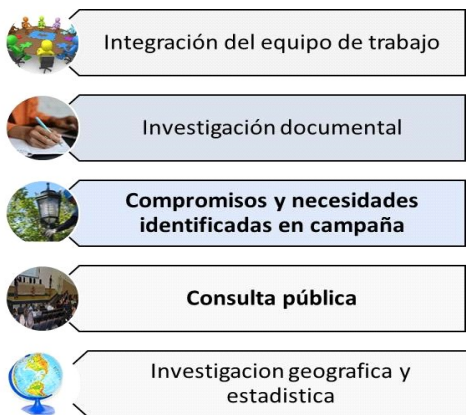 Integración del equipo de trabajo
Investigación documental
Compromisos y necesidades
identificadas en campaña
Consulta pública
Investigacion geografica y
estadistica